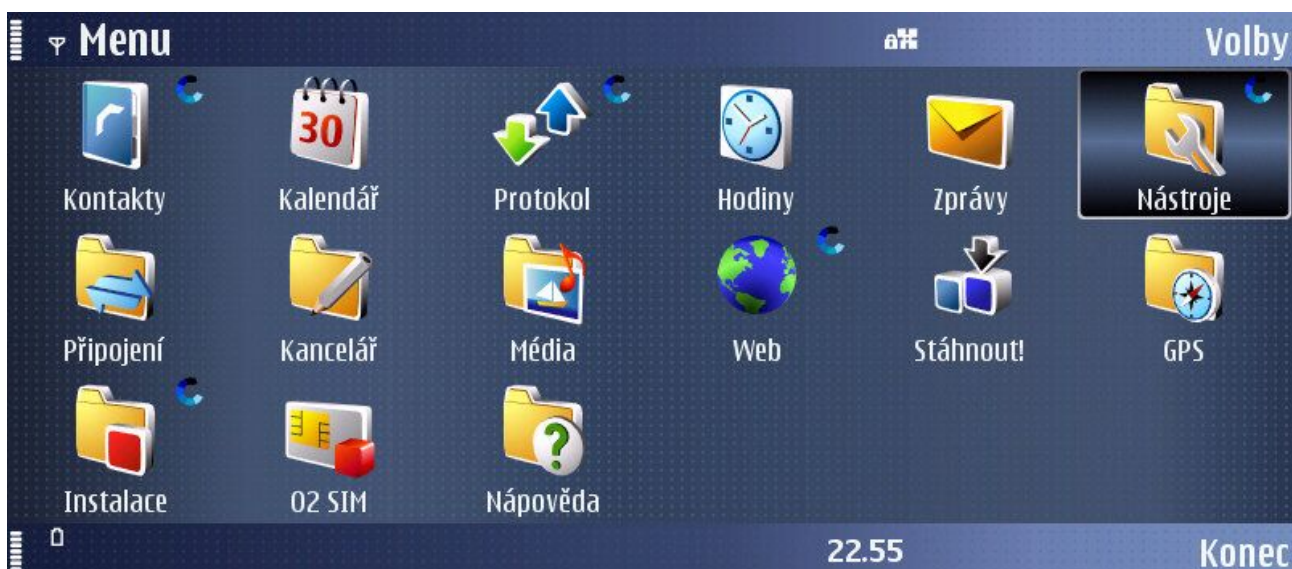 Menu Volby
30
Kontakty Kalendář Protokol Hodiny Zprávy Nástroje
Připojení Kancelář Média Web Stáhnout! GPS
Instalace O2 SIM Nápověda
22.55 Konec